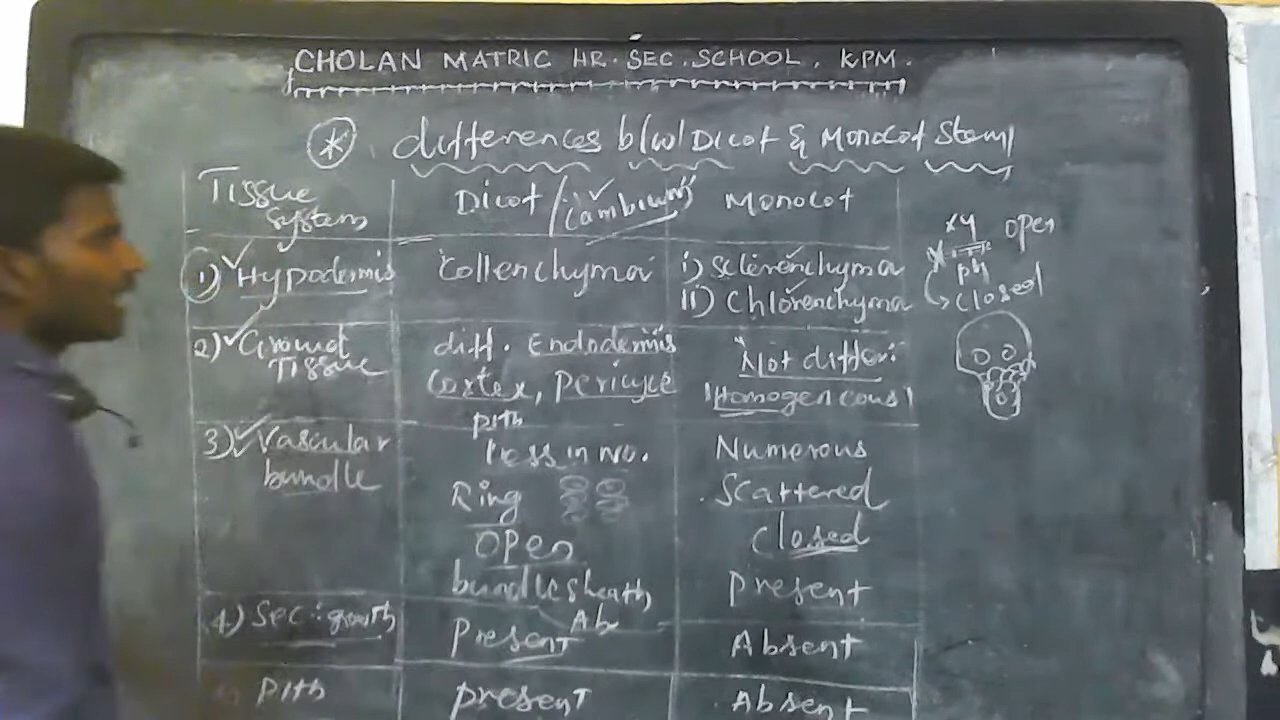 CHOLAN MATRIC HR. SEC. SCHOOL, KPM.
* differences b/w Dicot & Monocot Stem
Tissue System
Dicot / Cambium
Monocot
1) Hypodermis
Collenchyma
i) Sclerenchyma
ii) Chlorenchyma
2) Ground Tissue
diff. Endodermis
Cortex, Pericycle
pith
Not differ.
Homogeneous
3) Vascular bundle
Less in No.
Ring
Open
bundle sheath
Ab
Numerous
Scattered
Closed
Present
4) Sec. growth
Present
Absent
Pith
present
Absent
xy open
ph
closed